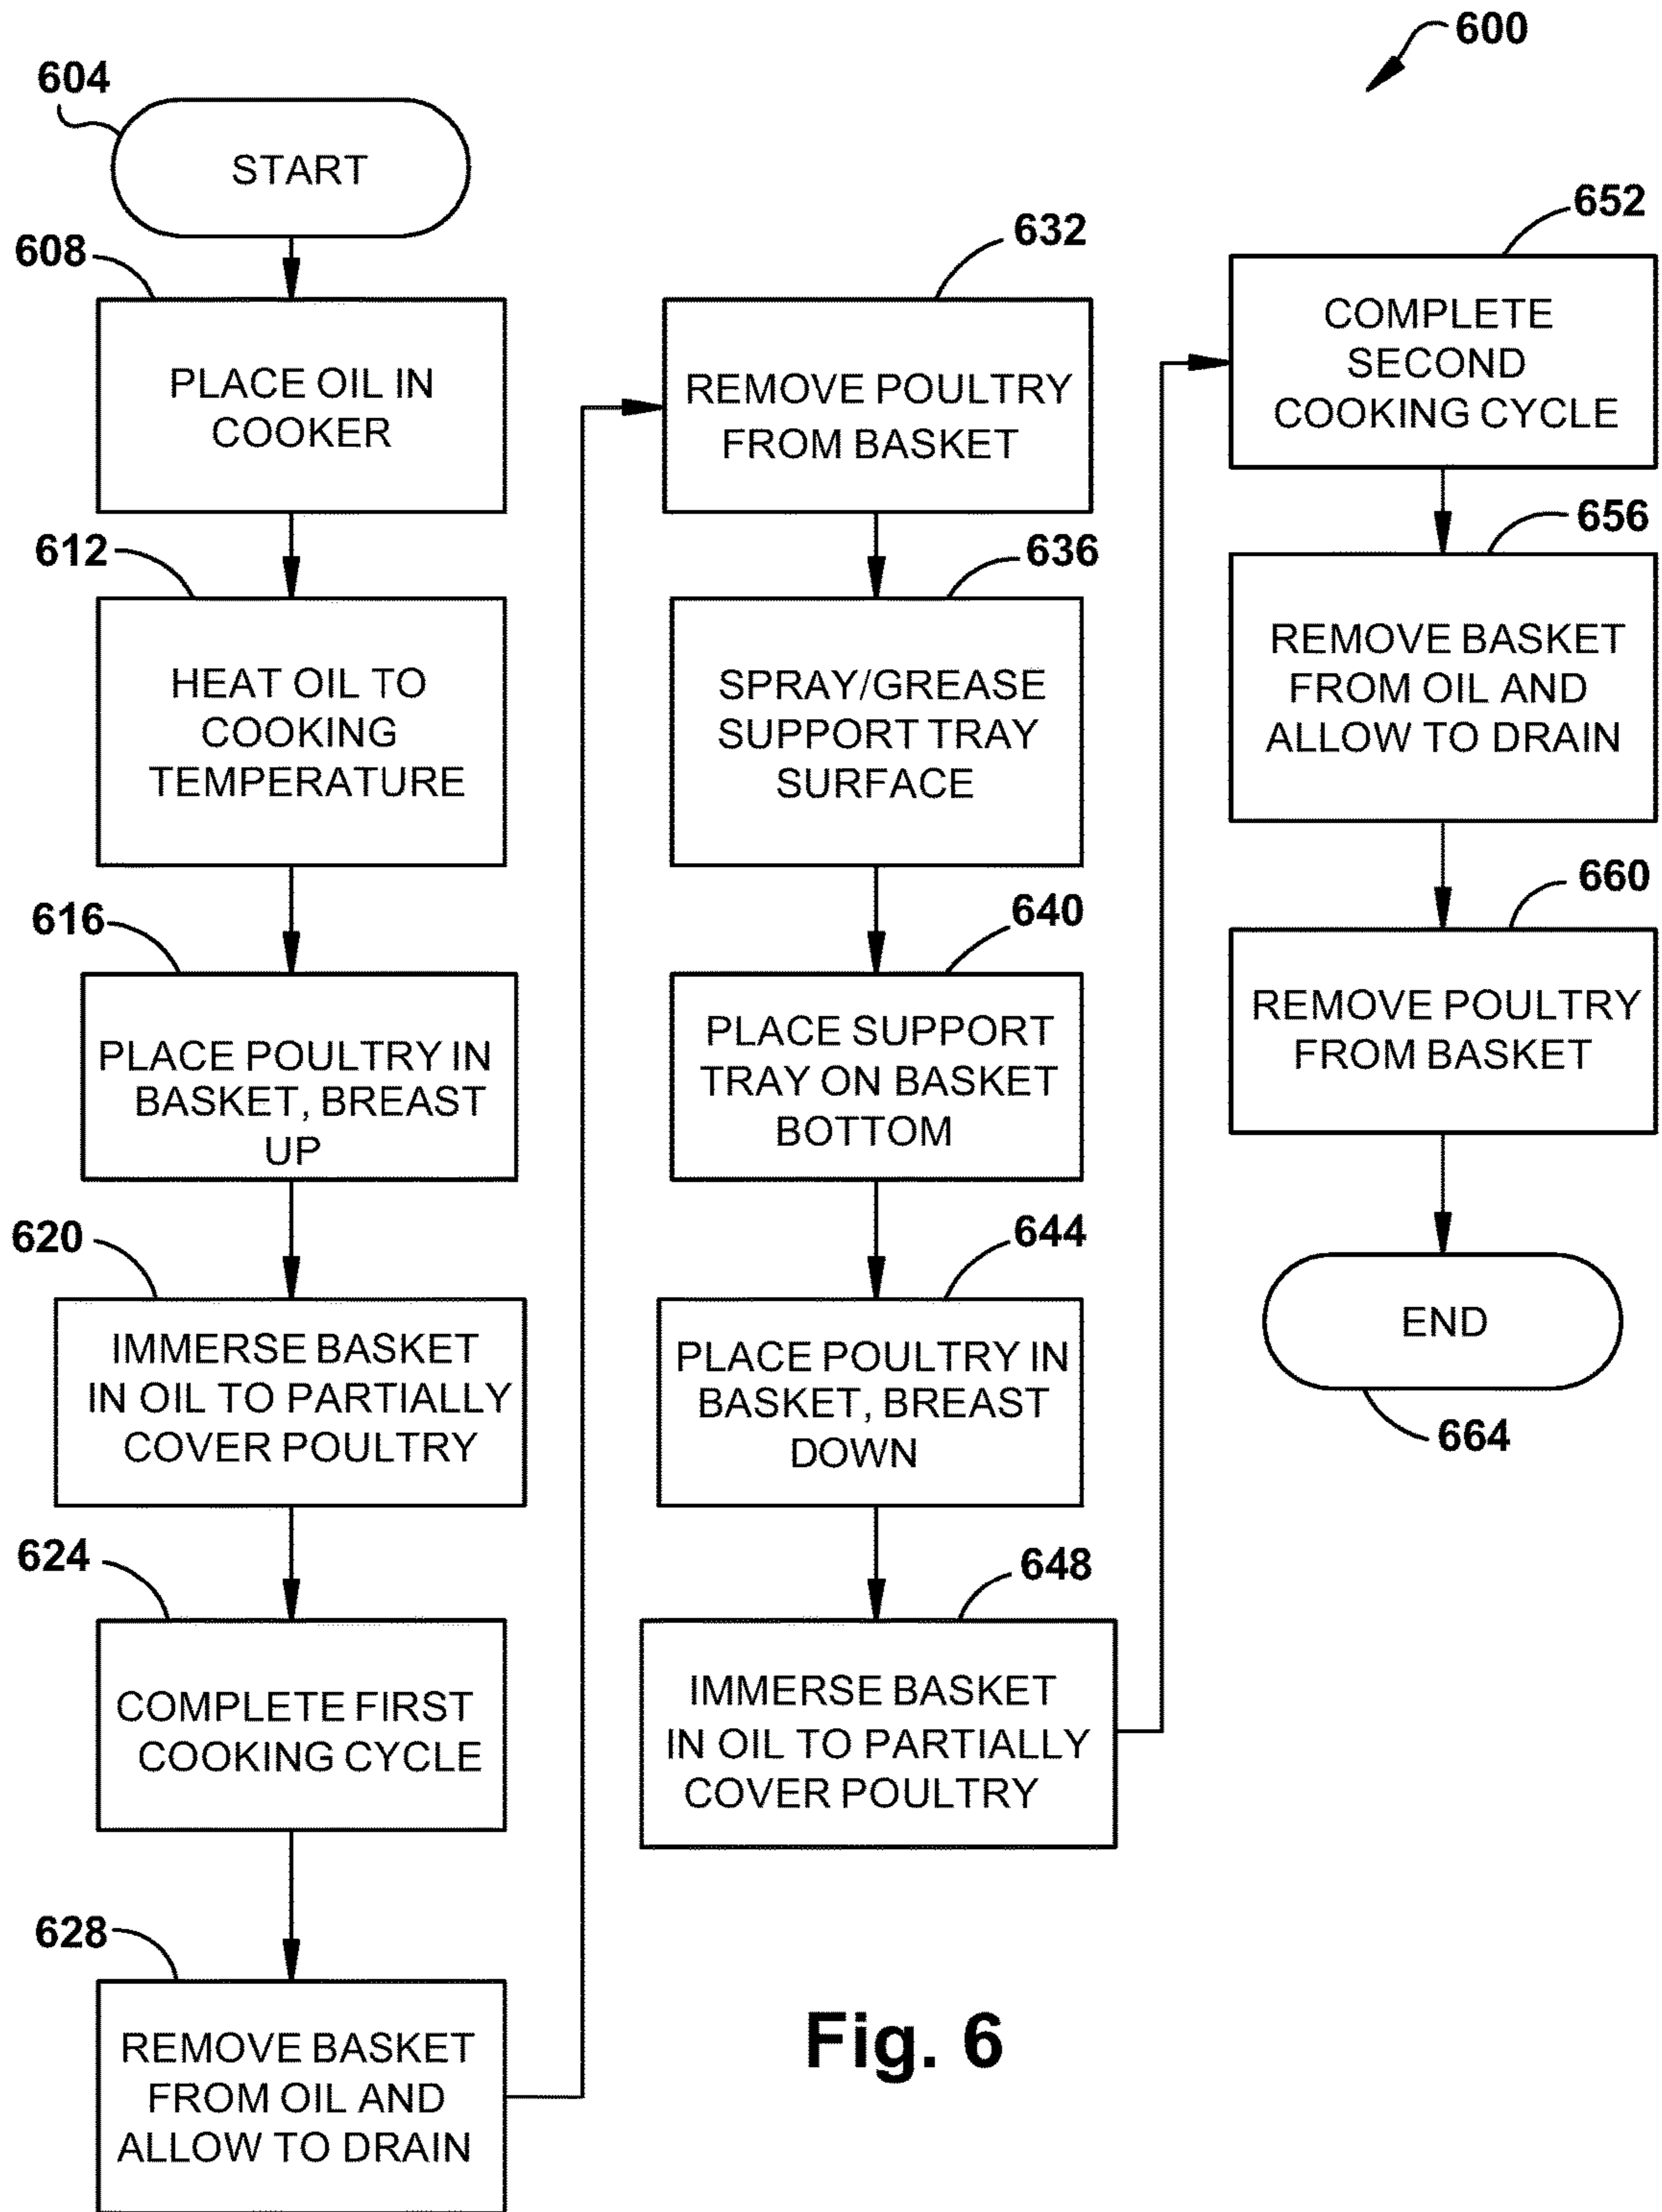 600
604
START
608
PLACE OIL IN
COOKER
612
HEAT OIL TO
COOKING
TEMPERATURE
616
PLACE POULTRY IN
BASKET, BREAST
UP
620
IMMERSE BASKET
IN OIL TO PARTIALLY
COVER POULTRY
624
COMPLETE FIRST
COOKING CYCLE
628
REMOVE BASKET
FROM OIL AND
ALLOW TO DRAIN
632
REMOVE POULTRY
FROM BASKET
636
SPRAY/GREASE
SUPPORT TRAY
SURFACE
640
PLACE SUPPORT
TRAY ON BASKET
BOTTOM
644
PLACE POULTRY IN
BASKET, BREAST
DOWN
648
IMMERSE BASKET
IN OIL TO PARTIALLY
COVER POULTRY
652
COMPLETE
SECOND
COOKING CYCLE
656
REMOVE BASKET
FROM OIL AND
ALLOW TO DRAIN
660
REMOVE POULTRY
FROM BASKET
END
664
Fig. 6